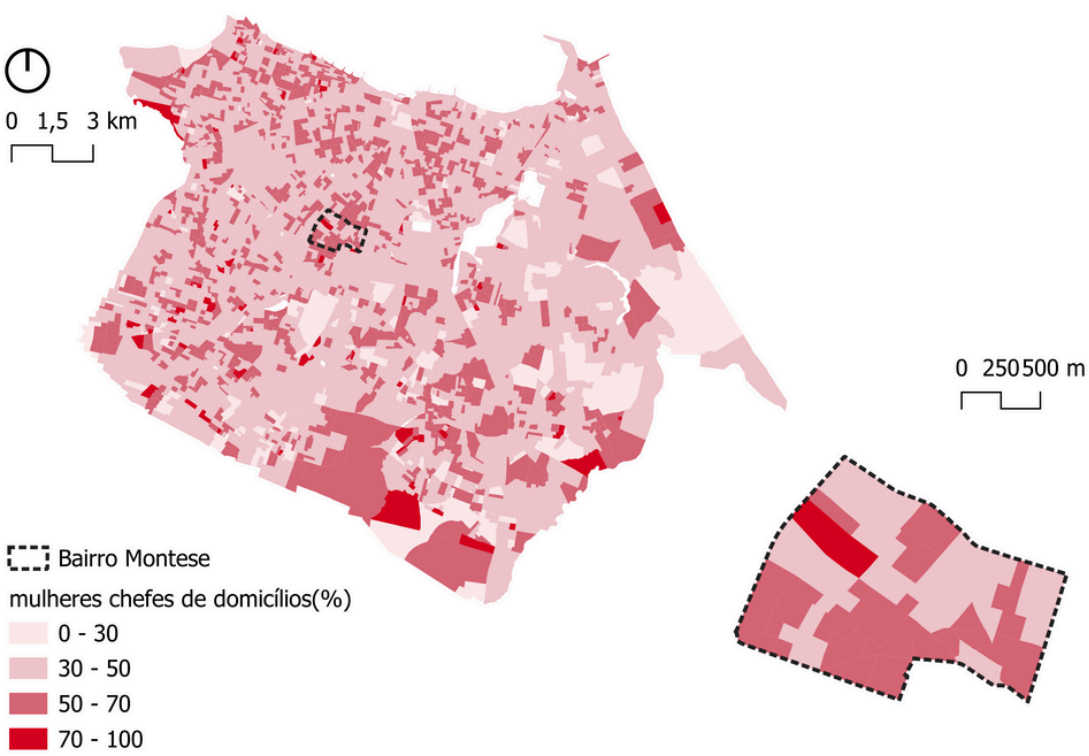 0 1,5 3 km
0 250500 m
Bairro Montese
mulheres chefes de domicílios(%)
0 - 30
30 - 50
50 - 70
70 - 100